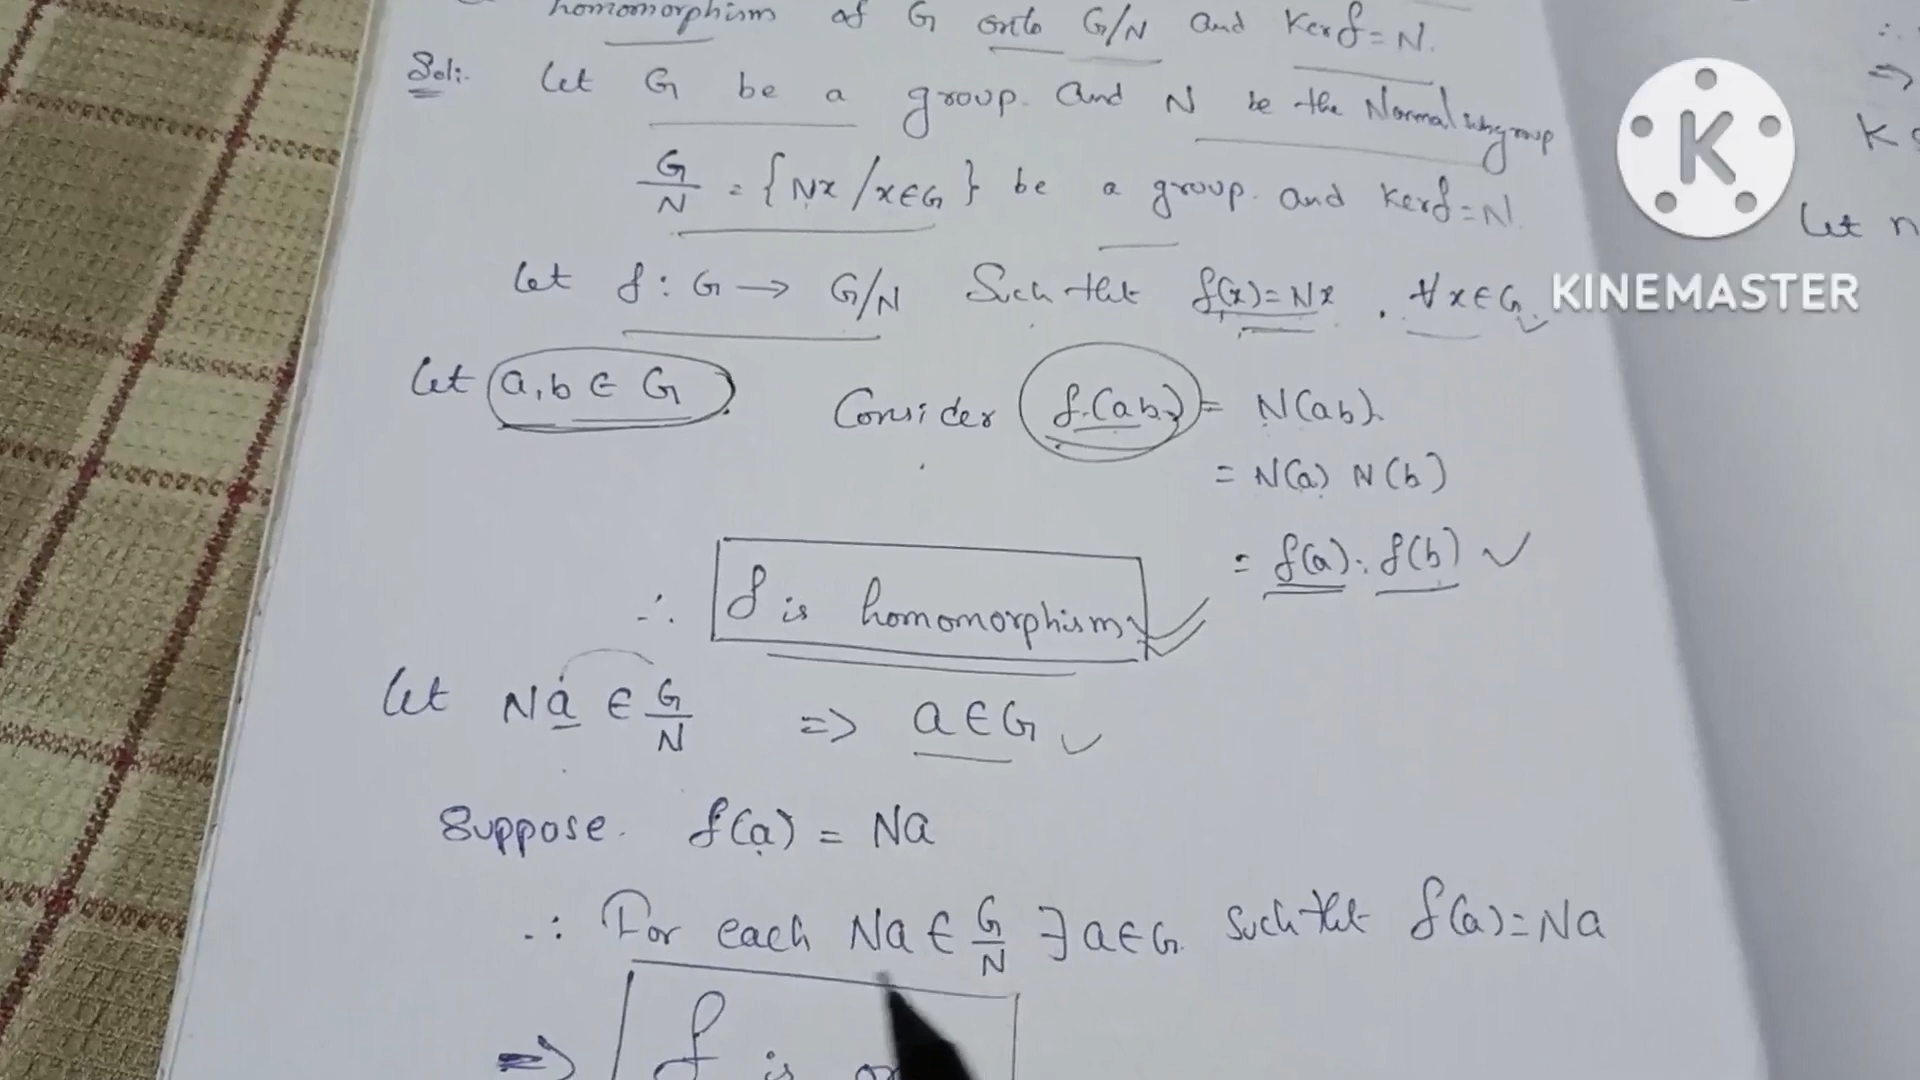 homomorphism of G onto G/N and Kerf = N.
Sol:- Let G be a group. and N be the Normal subgroup
G/N = {Nx / x∈G} be a group. and Kerf = N.
Let f : G → G/N Such that f(x) = Nx . ∀ x∈G
Let a,b ∈ G. Consider f(ab) = N(ab).
= N(a) N(b)
= f(a). f(b) ✓
∴ f is homomorphism.
Let Na ∈ G/N => a∈G ✓
Suppose. f(a) = Na
∴ For each Na ∈ G/N ∃ a∈G. Such that f(a) = Na
=> f is
∴
=>
K
Let n
K
KINEMASTER